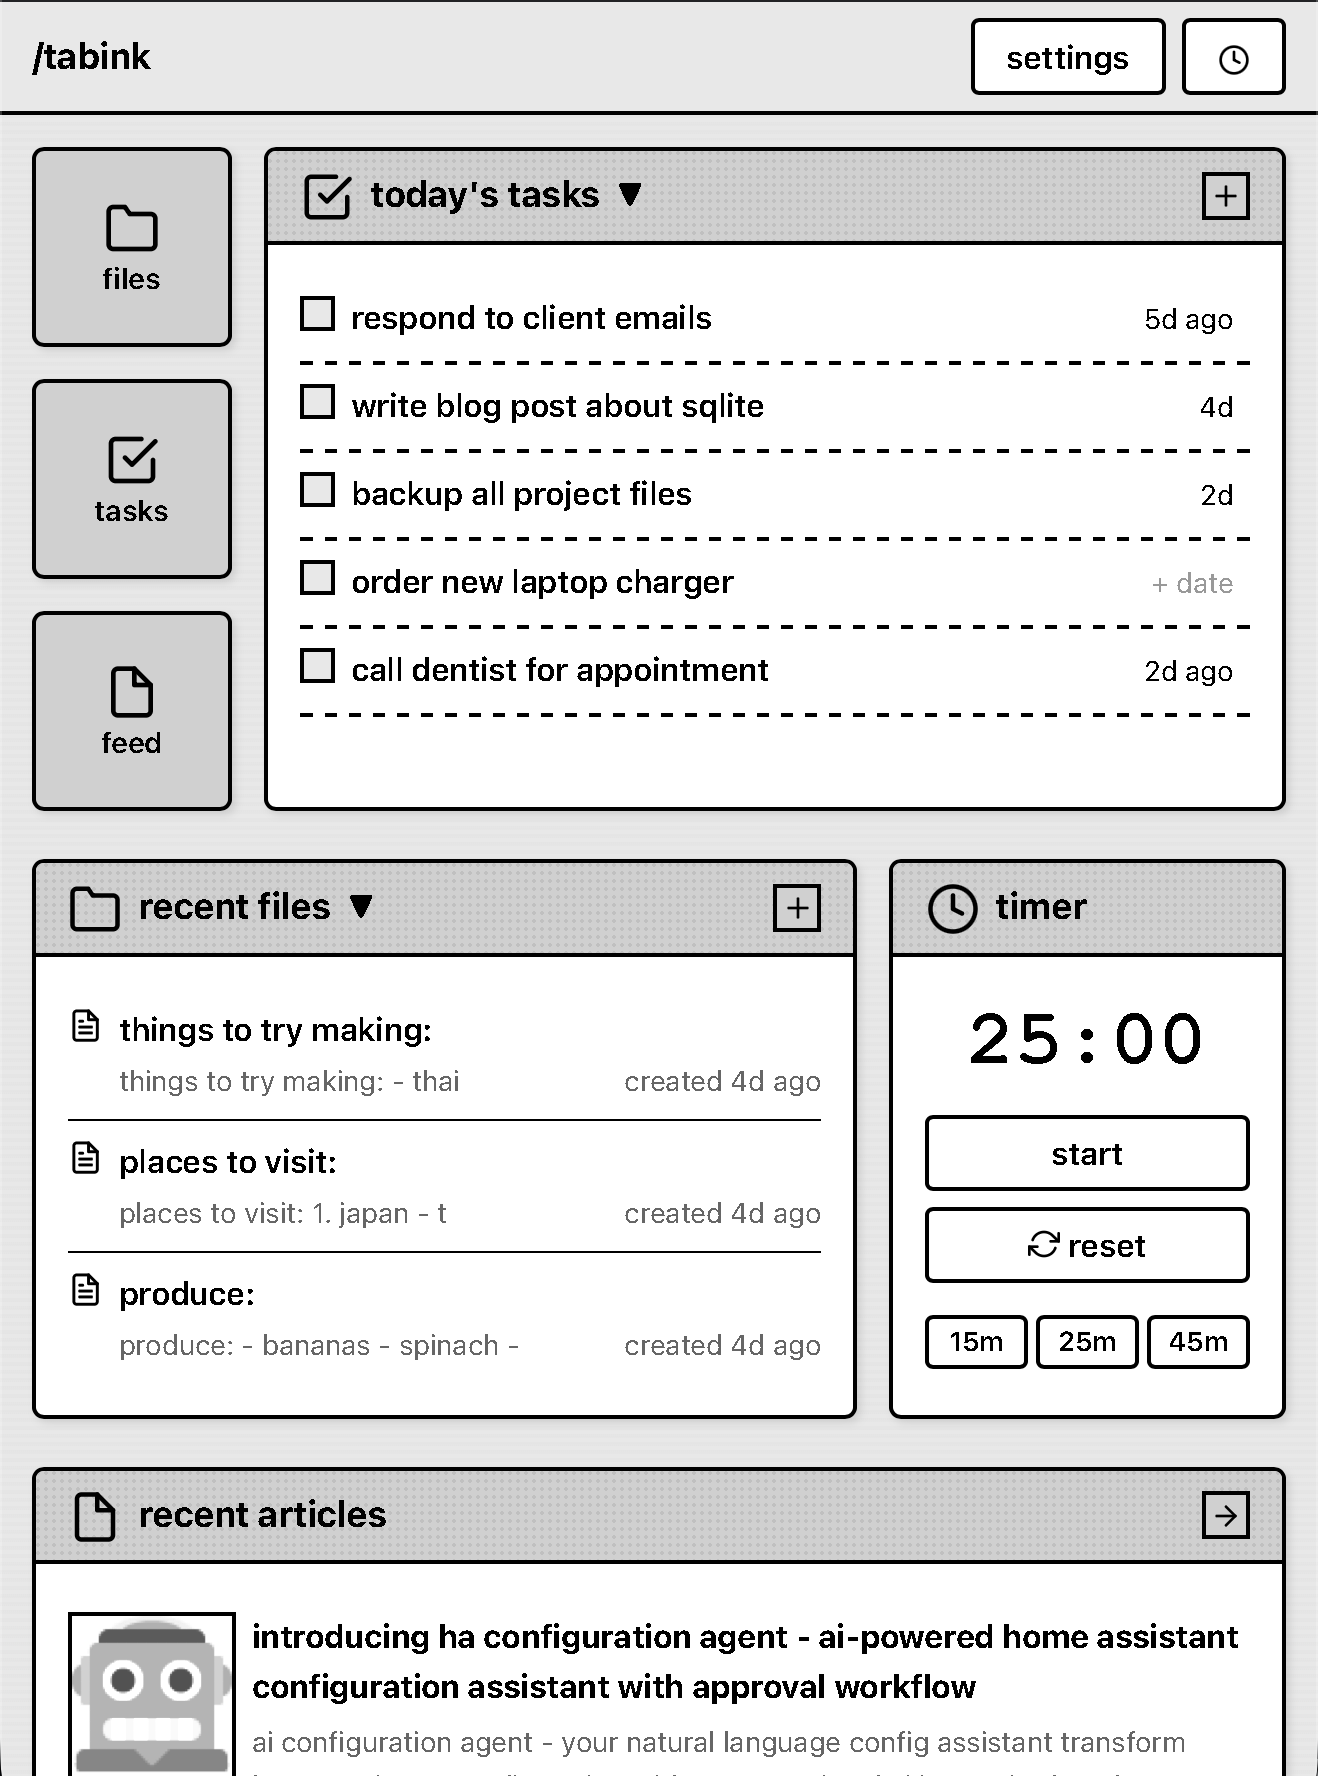 /tabink
settings
files
tasks
feed
today's tasks ▼
respond to client emails 5d ago
write blog post about sqlite 4d
backup all project files 2d
order new laptop charger + date
call dentist for appointment 2d ago
recent files ▼
things to try making:
things to try making: - thai created 4d ago
places to visit:
places to visit: 1. japan - t created 4d ago
produce:
produce: - bananas - spinach - created 4d ago
timer
25:00
start
reset
15m 25m 45m
recent articles
introducing ha configuration agent - ai-powered home assistant
configuration assistant with approval workflow
ai configuration agent - your natural language config assistant transform